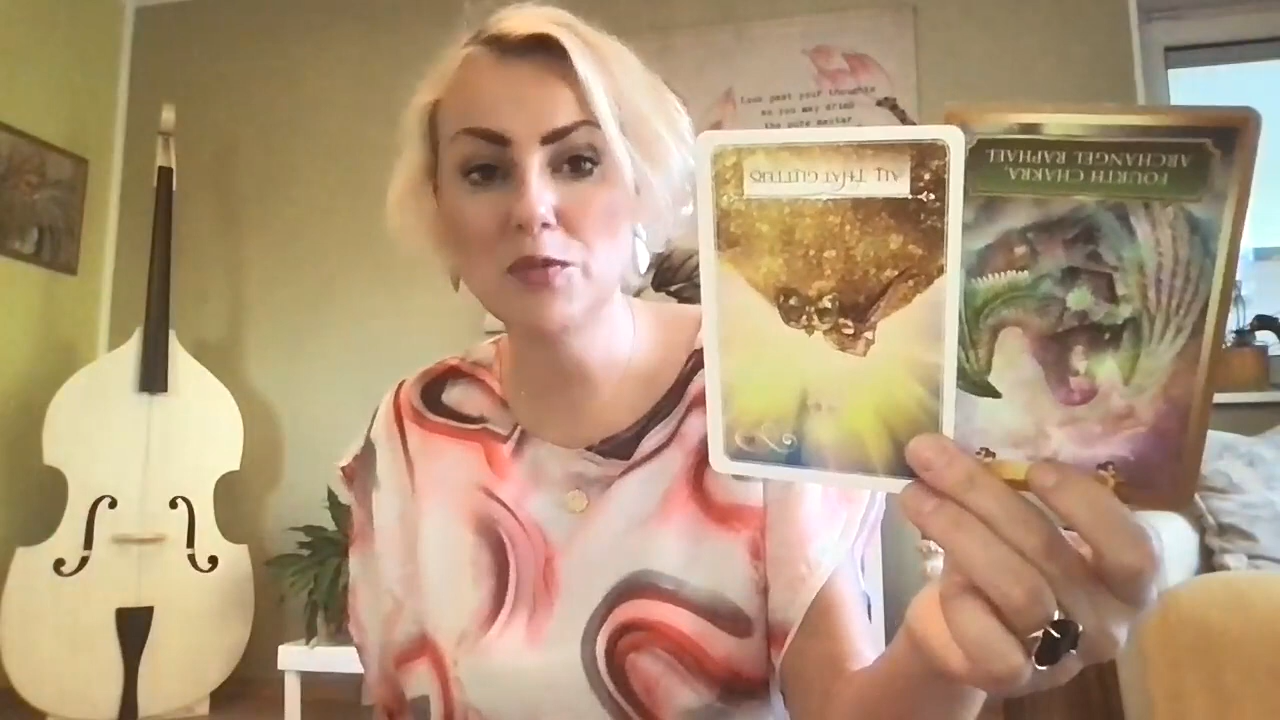 Look past your thoughts
so you may drink
the pure nectar
ALL THAT GLITTERS
FOURTH CHAKRA,
ARCHANGEL RAPHAEL